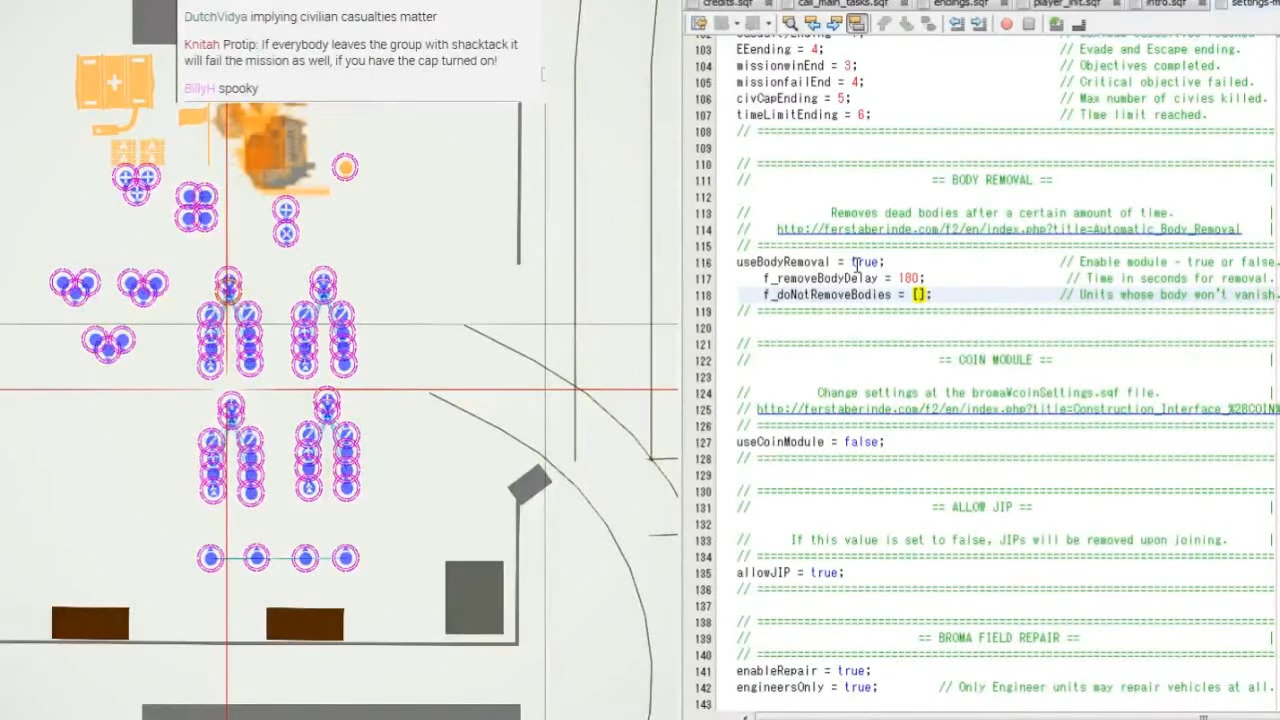 DutchVidya implying civilian casualties matter
Knitah Protip: If everybody leaves the group with shacktack it
will fail the mission as well, if you have the cap turned on!
BillyH spooky
credits.sqf
call_main_tasks.sqf
endings.sqf
player_init.sqf
intro.sqf
103 EEending = 4; // Evade and Escape ending.
104 missionwinEnd = 3; // Objectives completed.
105 missionfailEnd = 4; // Critical objective failed.
106 civCapEnding = 5; // Max number of civies killed.
107 timeLimitEnding = 6; // Time limit reached.
108 // ==============================================================================
109
110 // ==============================================================================
111 // == BODY REMOVAL == |
112
113 // Removes dead bodies after a certain amount of time.
114 // http://ferstaberinde.com/f2/en/index.php?title=Automatic_Body_Removal |
115 // ==============================================================================
116 useBodyRemoval = true; // Enable module - true or false.
117 f_removeBodyDelay = 180; // Time in seconds for removal.
118 f_doNotRemoveBodies = []; // Units whose body won't vanish.
119 // ==============================================================================
120
121 // ==============================================================================
122 // == COIN MODULE == |
123
124 // Change settings at the broma¥coinSettings.sqf file.
125 // http://ferstaberinde.com/f2/en/index.php?title=Construction_Interface_%28COIN%
126 // ==============================================================================
127 useCoinModule = false;
128 // ==============================================================================
129
130 // ==============================================================================
131 // == ALLOW JIP == |
132
133 // If this value is set to false, JIPs will be removed upon joining.
134 // ==============================================================================
135 allowJIP = true;
136 // ==============================================================================
137
138 // ==============================================================================
139 // == BROMA FIELD REPAIR == |
140 // ==============================================================================
141 enableRepair = true;
142 engineersOnly = true; // Only Engineer units may repair vehicles at all.
143